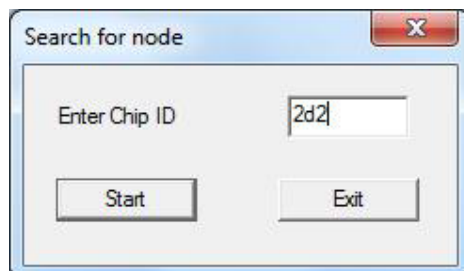 Search for node
Enter Chip ID 2d2
Start Exit